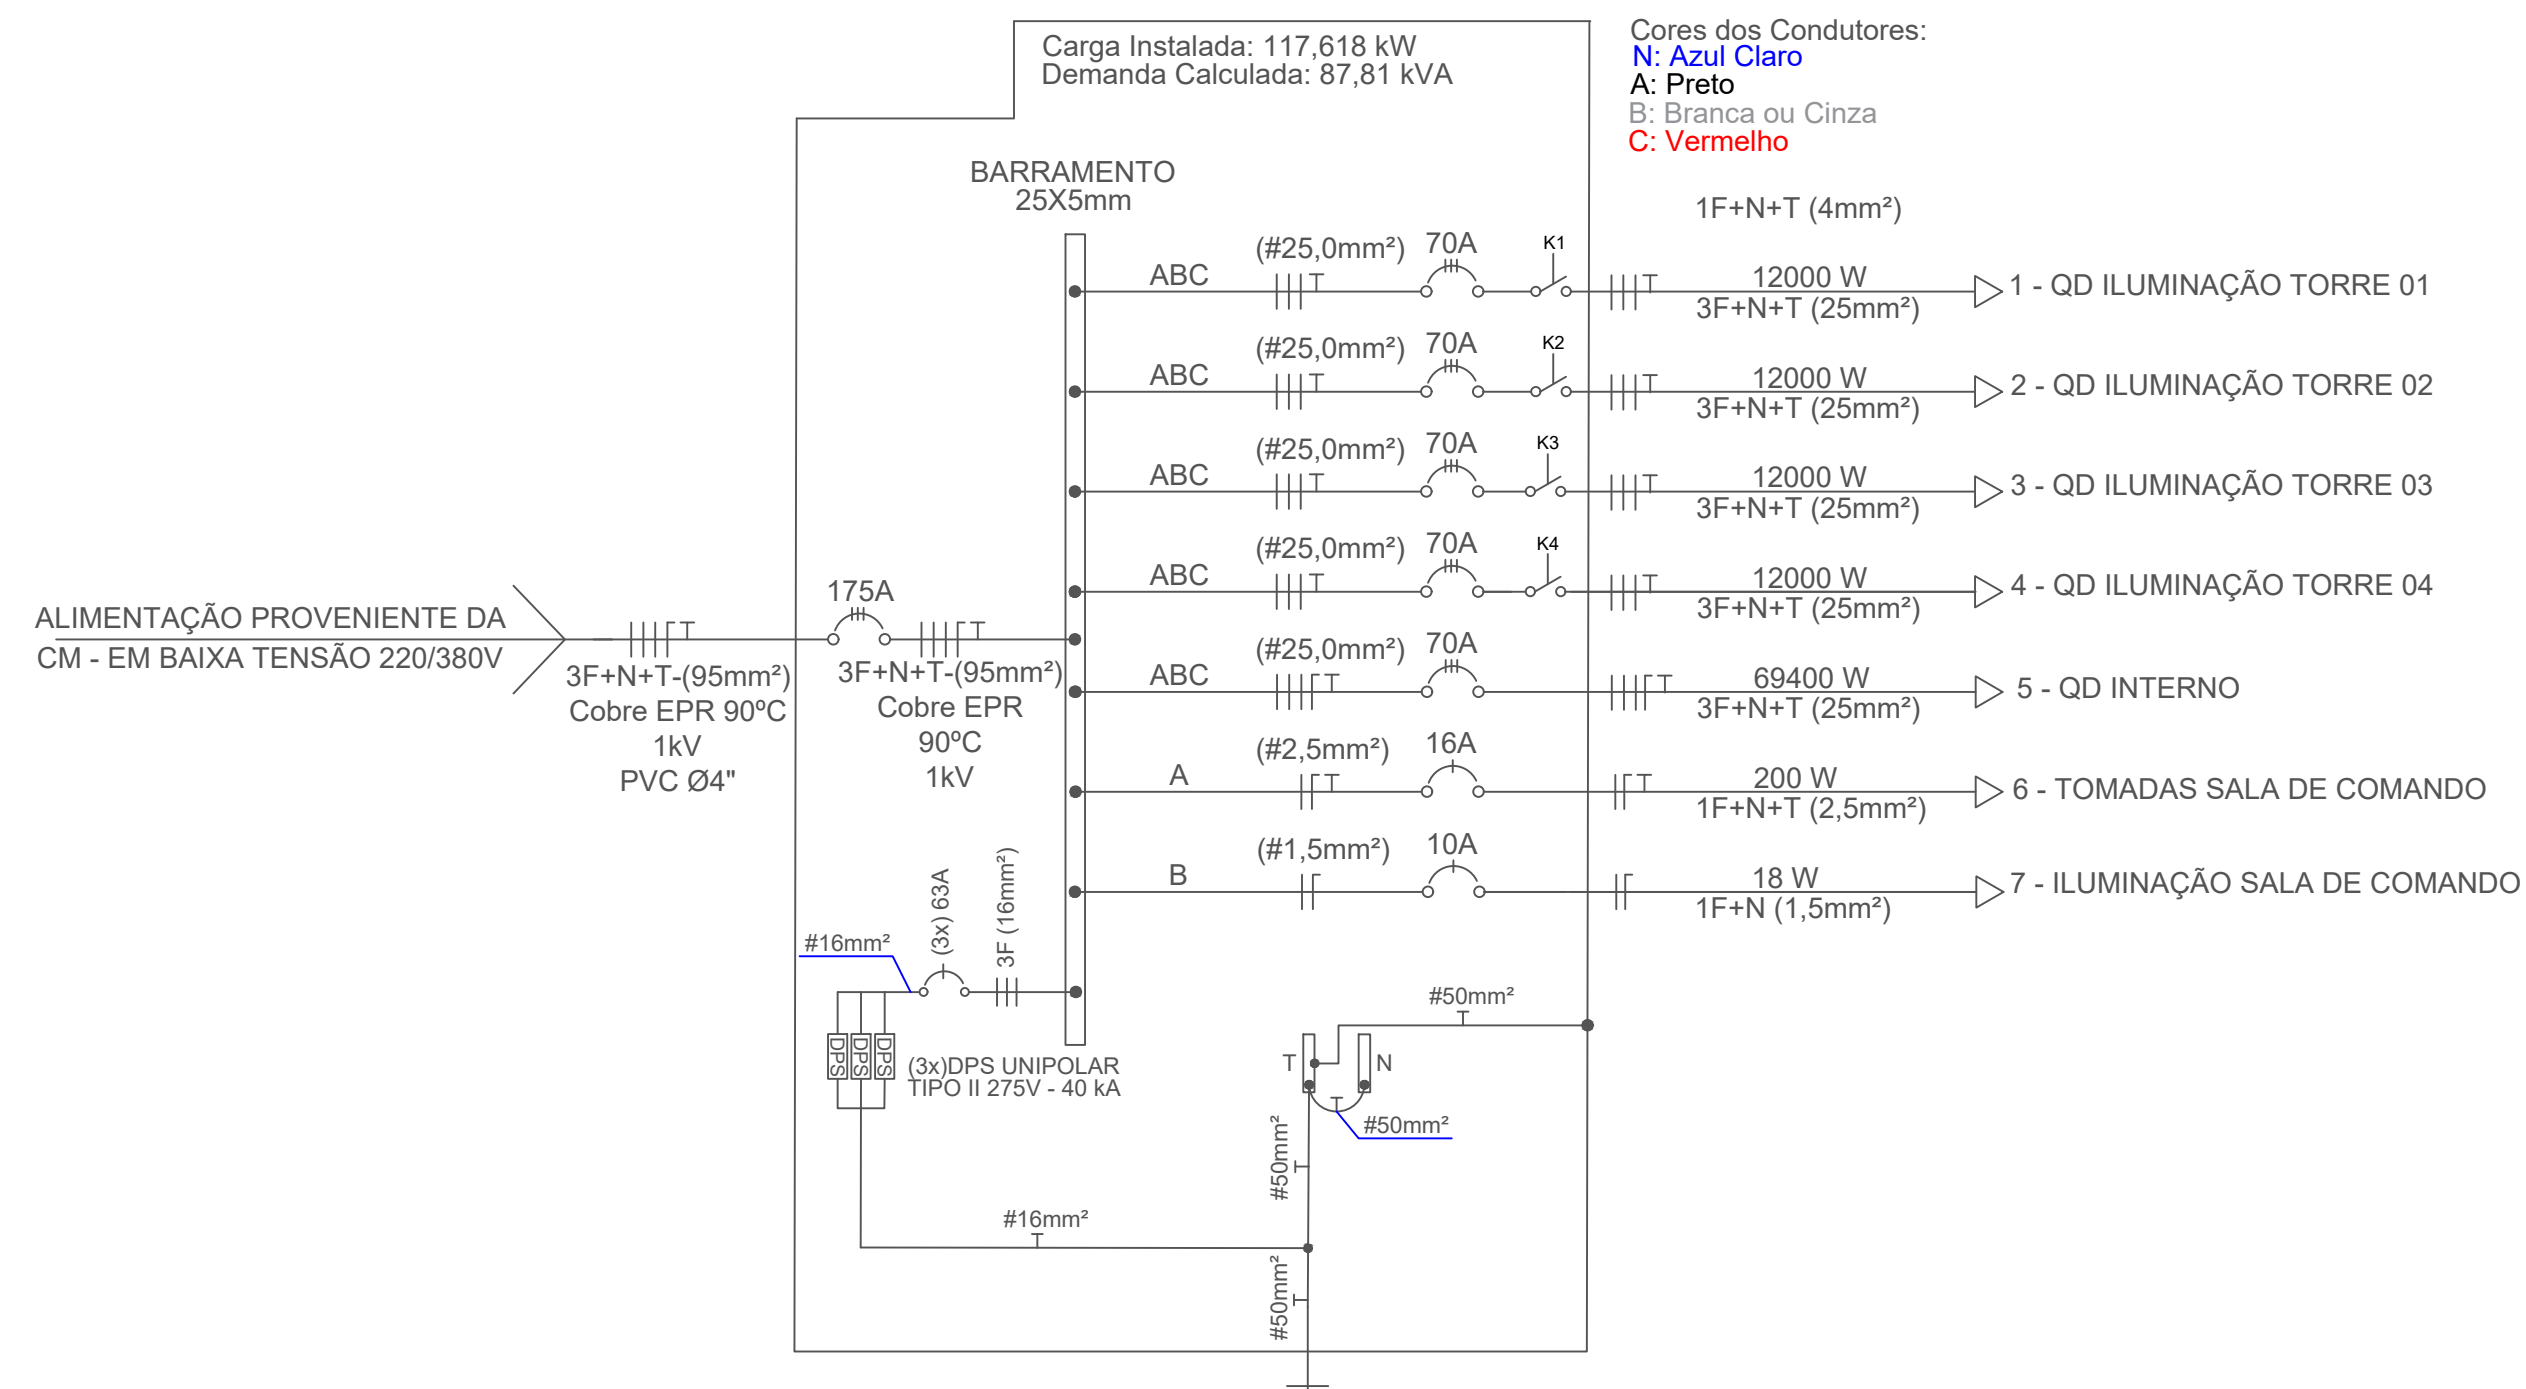 Carga Instalada: 117,618 kW
Demanda Calculada: 87,81 kVA
Cores dos Condutores:
N: Azul Claro
A: Preto
B: Branca ou Cinza
C: Vermelho
BARRAMENTO
25X5mm
1F+N+T (4mm²)
ABC
(#25,0mm²)
70A
K1
12000 W
3F+N+T (25mm²)
1 - QD ILUMINAÇÃO TORRE 01
ABC
(#25,0mm²)
70A
K2
12000 W
3F+N+T (25mm²)
2 - QD ILUMINAÇÃO TORRE 02
ABC
(#25,0mm²)
70A
K3
12000 W
3F+N+T (25mm²)
3 - QD ILUMINAÇÃO TORRE 03
ABC
(#25,0mm²)
70A
K4
12000 W
3F+N+T (25mm²)
4 - QD ILUMINAÇÃO TORRE 04
ALIMENTAÇÃO PROVENIENTE DA
CM - EM BAIXA TENSÃO 220/380V
3F+N+T-(95mm²)
Cobre EPR 90ºC
1kV
PVC Ø4"
175A
3F+N+T-(95mm²)
Cobre EPR
90ºC
1kV
ABC
(#25,0mm²)
70A
69400 W
3F+N+T (25mm²)
5 - QD INTERNO
A
(#2,5mm²)
16A
200 W
1F+N+T (2,5mm²)
6 - TOMADAS SALA DE COMANDO
B
(#1,5mm²)
10A
18 W
1F+N (1,5mm²)
7 - ILUMINAÇÃO SALA DE COMANDO
#16mm²
(3x) 63A
3F (16mm²)
DPS
DPS
DPS
(3x)DPS UNIPOLAR
TIPO II 275V - 40 kA
#50mm²
T
N
#50mm²
#50mm²
#16mm²
#50mm²